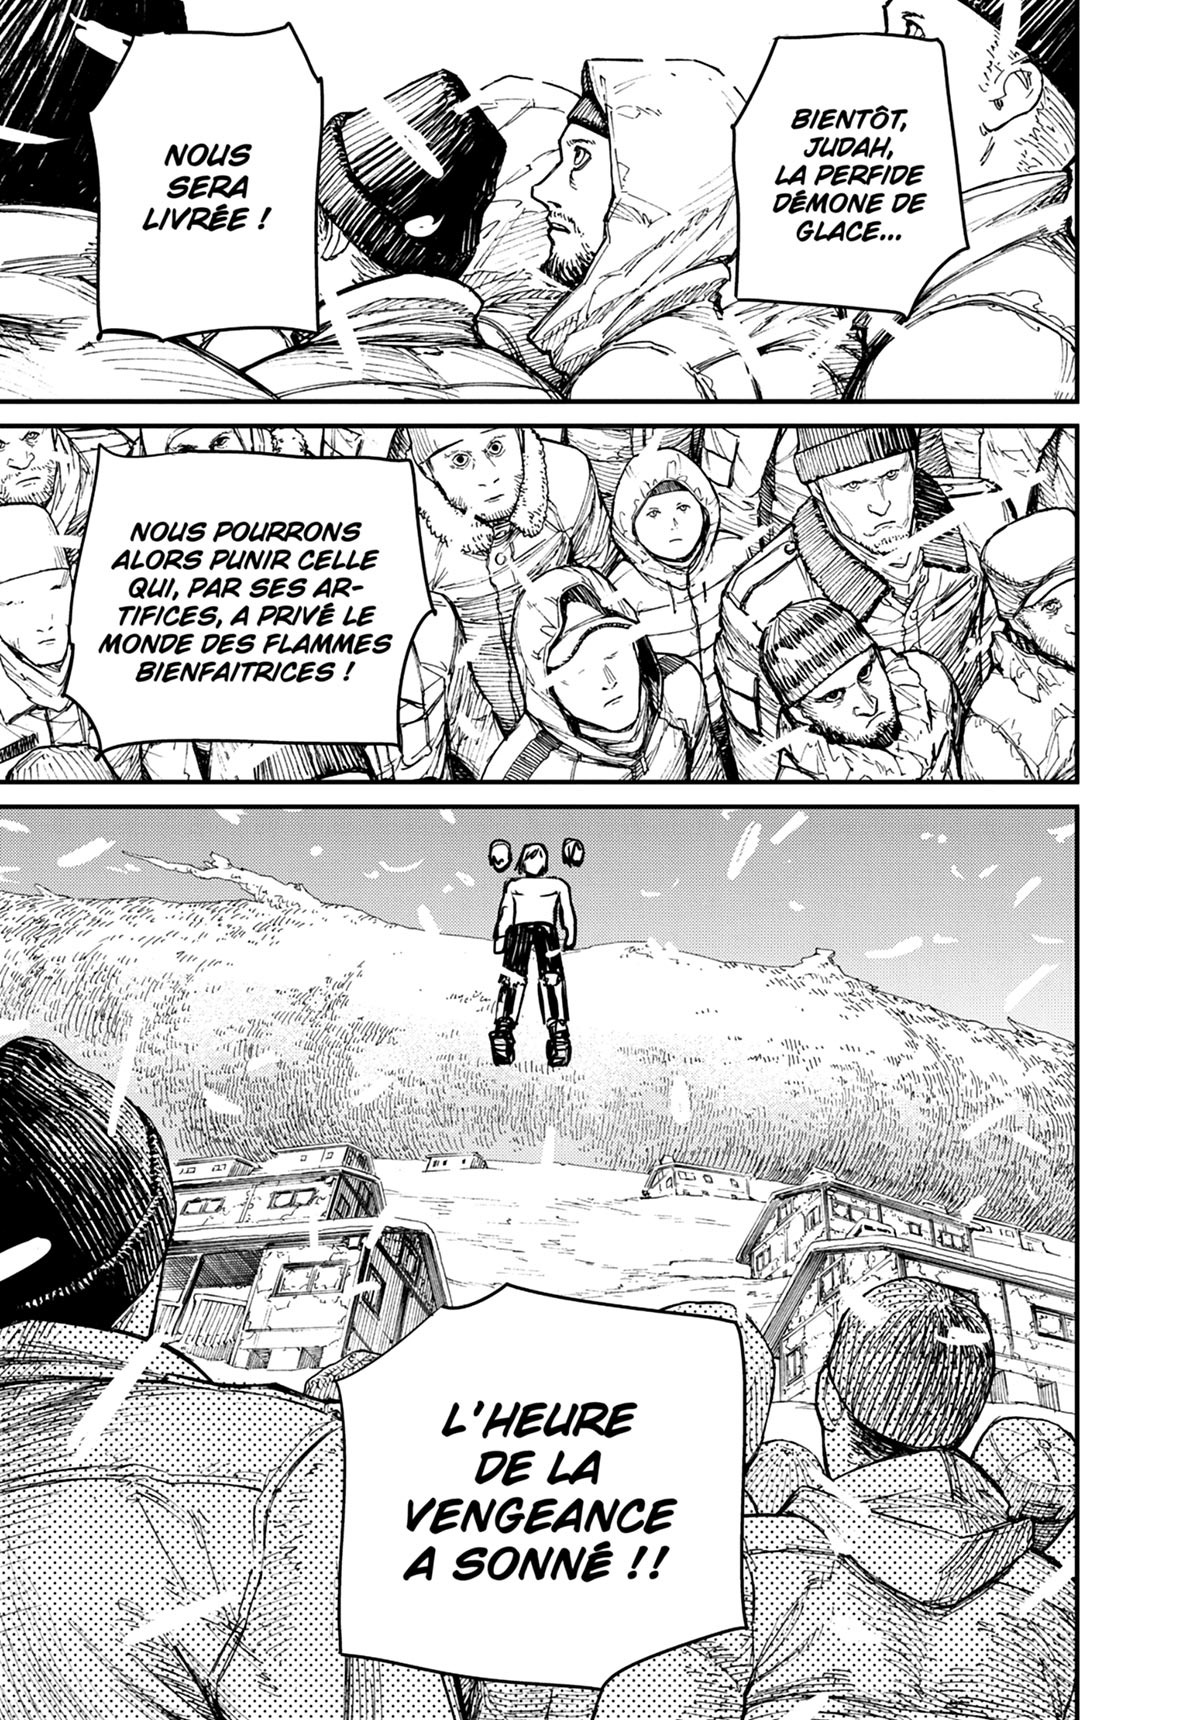 BIENTÔT,
JUDAH,
LA PERFIDE
DÉMONE DE
GLACE...
NOUS
SERA
LIVRÉE !
NOUS POURRONS
ALORS PUNIR CELLE
QUI, PAR SES AR-
TIFICES, A PRIVÉ LE
MONDE DES FLAMMES
BIENFAITRICES !
L'HEURE
DE LA
VENGEANCE
A SONNÉ !!